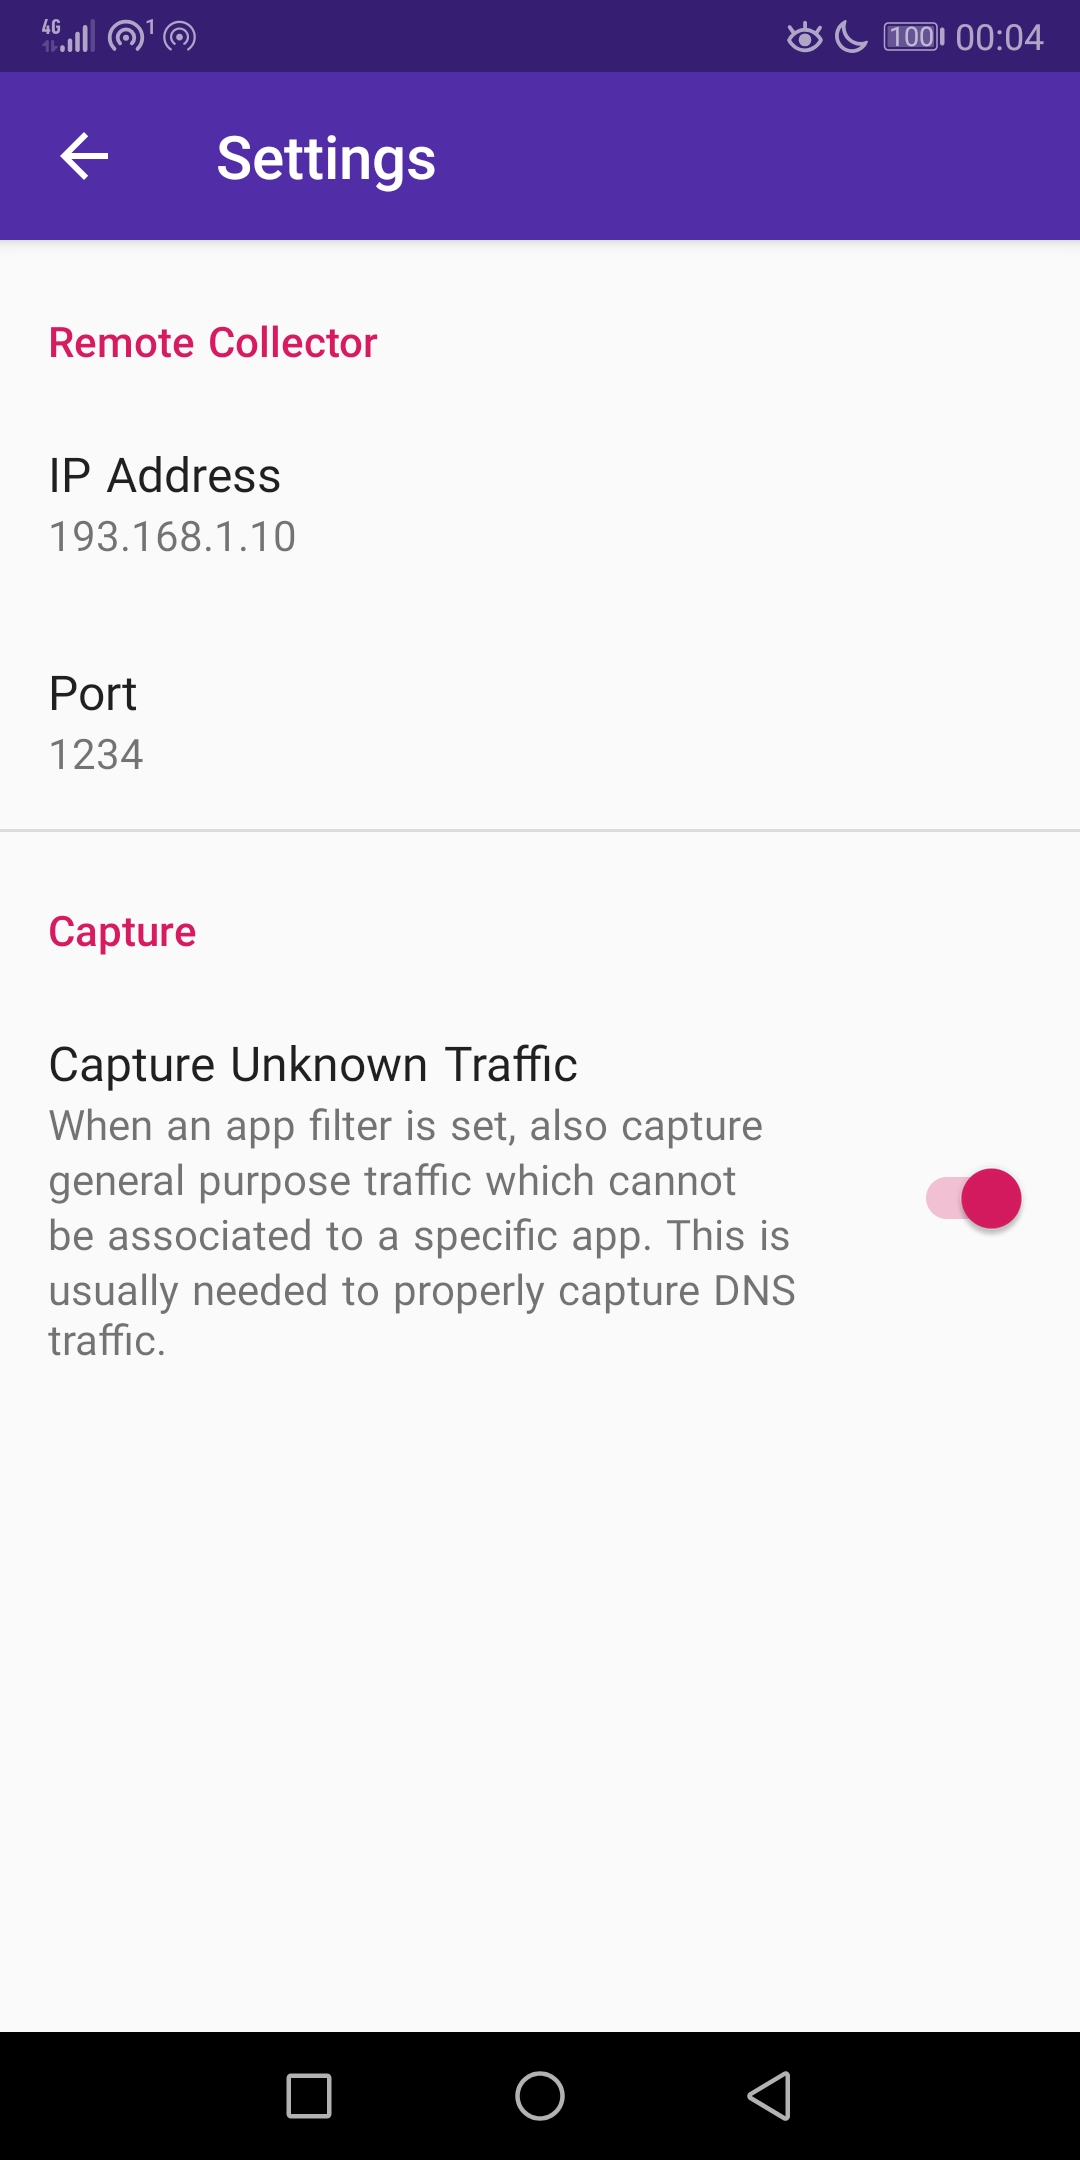 4G 1 100 00:04
Settings
Remote Collector
IP Address
193.168.1.10
Port
1234
Capture
Capture Unknown Traffic
When an app filter is set, also capture
general purpose traffic which cannot
be associated to a specific app. This is
usually needed to properly capture DNS
traffic.